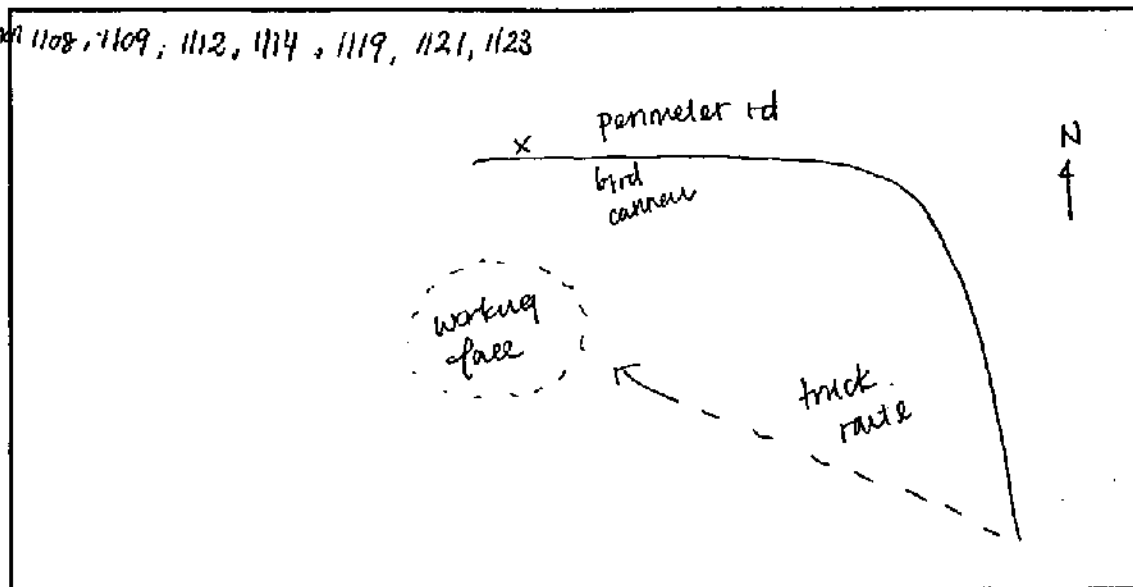 1108, 1109, 1112, 1114, 1119, 1121, 1123
perimeter rd
x
N
bird
cannon
working
face
truck
route